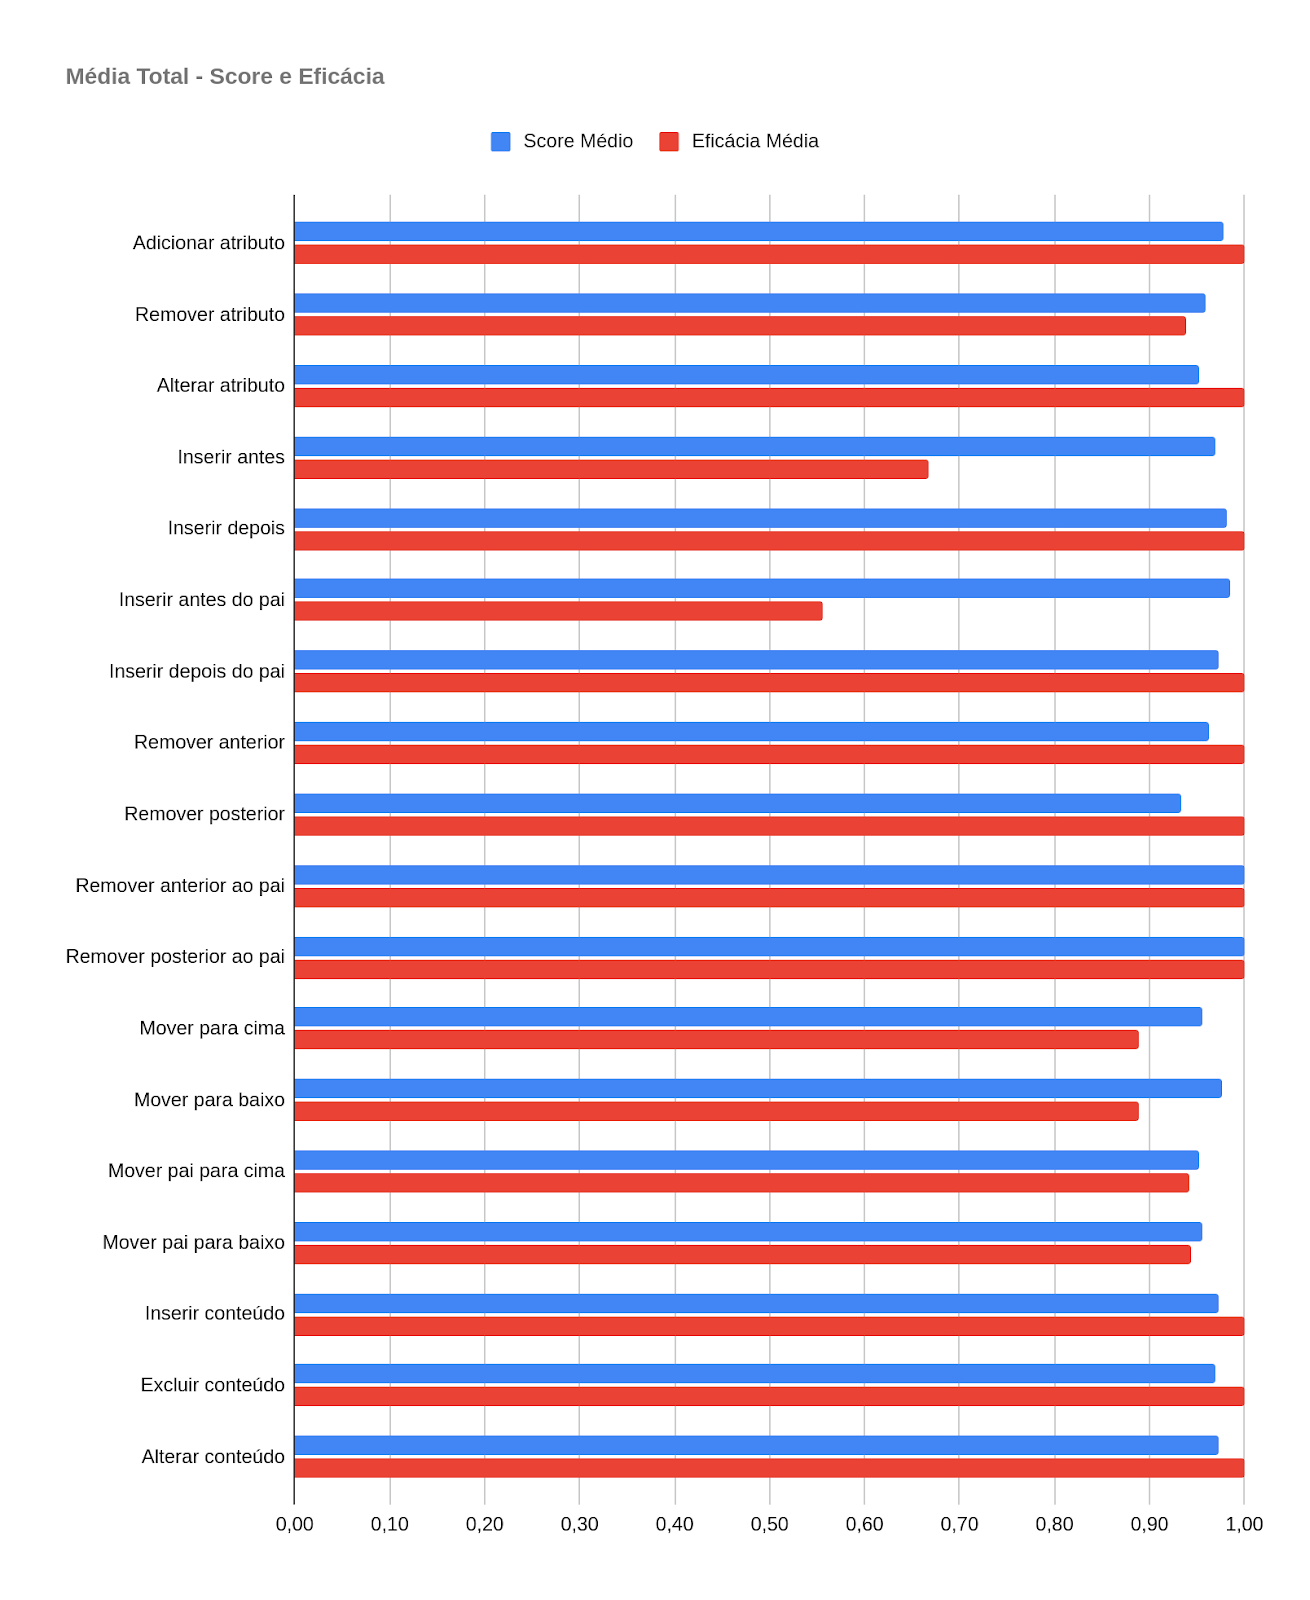 Média Total - Score e Eficácia
Score Médio Eficácia Média
Adicionar atributo
Remover atributo
Alterar atributo
Inserir antes
Inserir depois
Inserir antes do pai
Inserir depois do pai
Remover anterior
Remover posterior
Remover anterior ao pai
Remover posterior ao pai
Mover para cima
Mover para baixo
Mover pai para cima
Mover pai para baixo
Inserir conteúdo
Excluir conteúdo
Alterar conteúdo
0,00 0,10 0,20 0,30 0,40 0,50 0,60 0,70 0,80 0,90 1,00